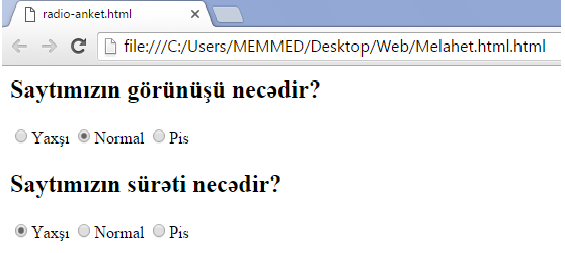 radio-anket.html
file:///C:/Users/MEMMED/Desktop/Web/Melahet.html.html
Saytımızın görünüşü necədir?
Yaxşı Normal Pis
Saytımızın sürəti necədir?
Yaxşı Normal Pis